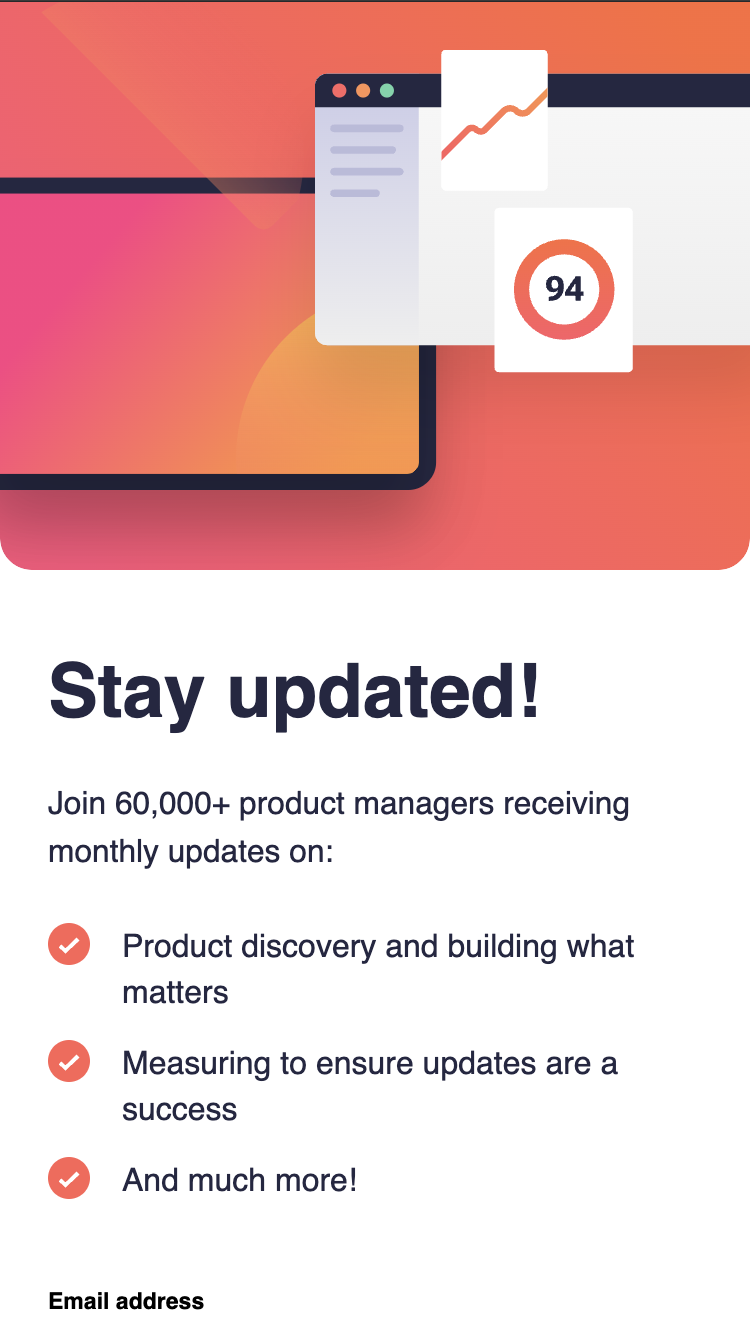 94
Stay updated!
Join 60,000+ product managers receiving
monthly updates on:
Product discovery and building what
matters
Measuring to ensure updates are a
success
And much more!
Email address